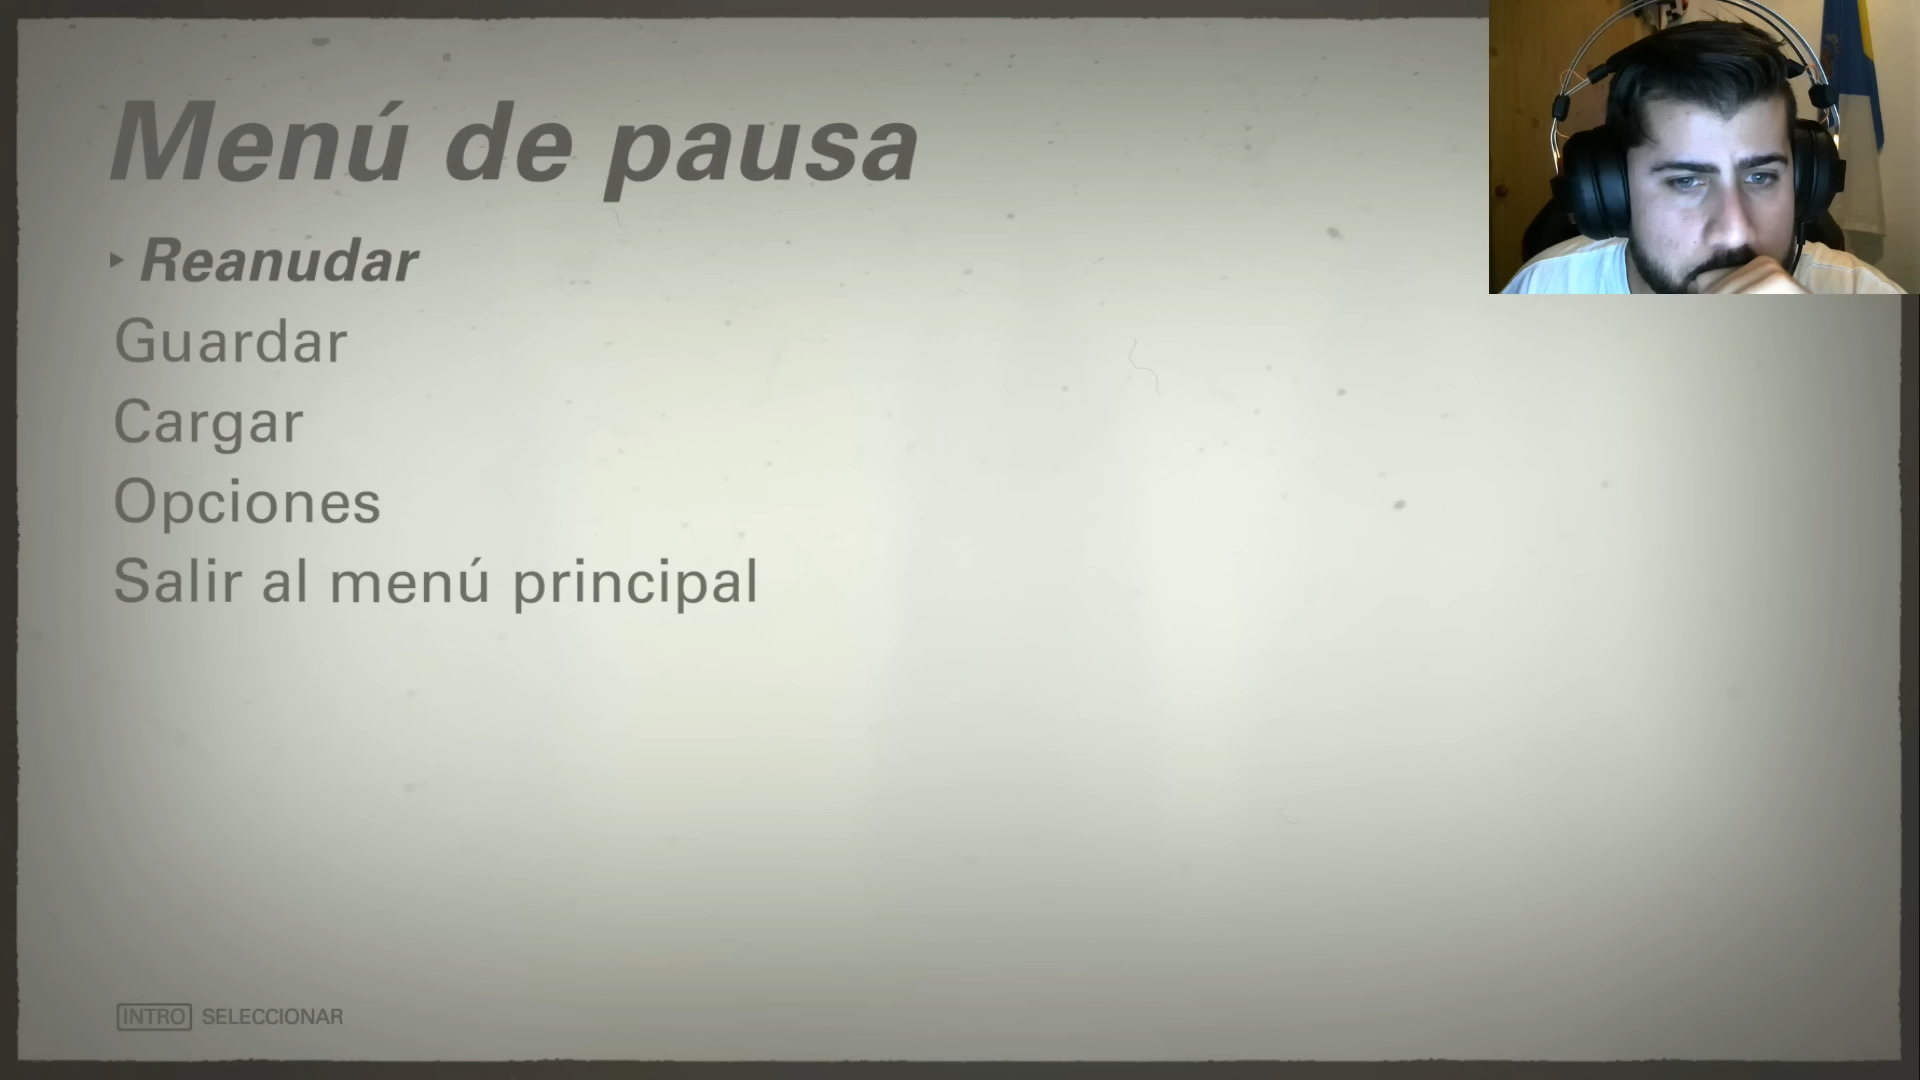 Menú de pausa
Reanudar
Guardar
Cargar
Opciones
Salir al menú principal
INTRO SELECCIONAR